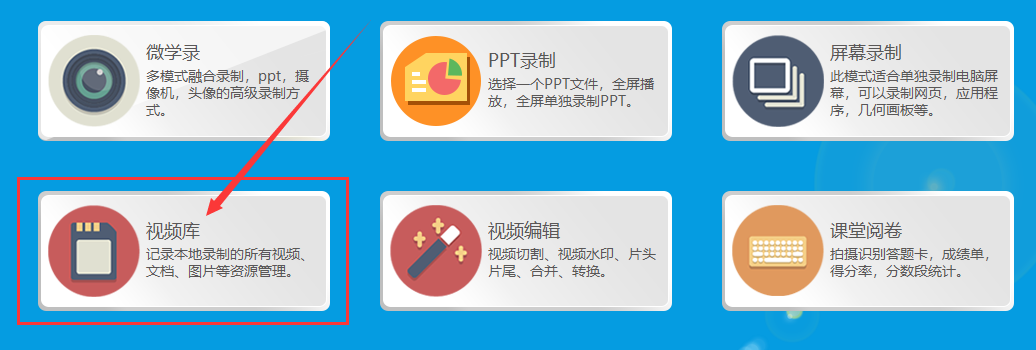 微学录
多模式融合录制，ppt，摄
像机，头像的高级录制方
式。
PPT录制
选择一个PPT文件，全屏播
放，全屏单独录制PPT。
屏幕录制
此模式适合单独录制电脑屏
幕，可以录制网页，应用程
序，几何画板等。
视频库
记录本地录制的所有视频、
文档、图片等资源管理。
视频编辑
视频切割、视频水印、片头
片尾、合并、转换。
课堂阅卷
拍摄识别答题卡，成绩单，
得分率，分数段统计。